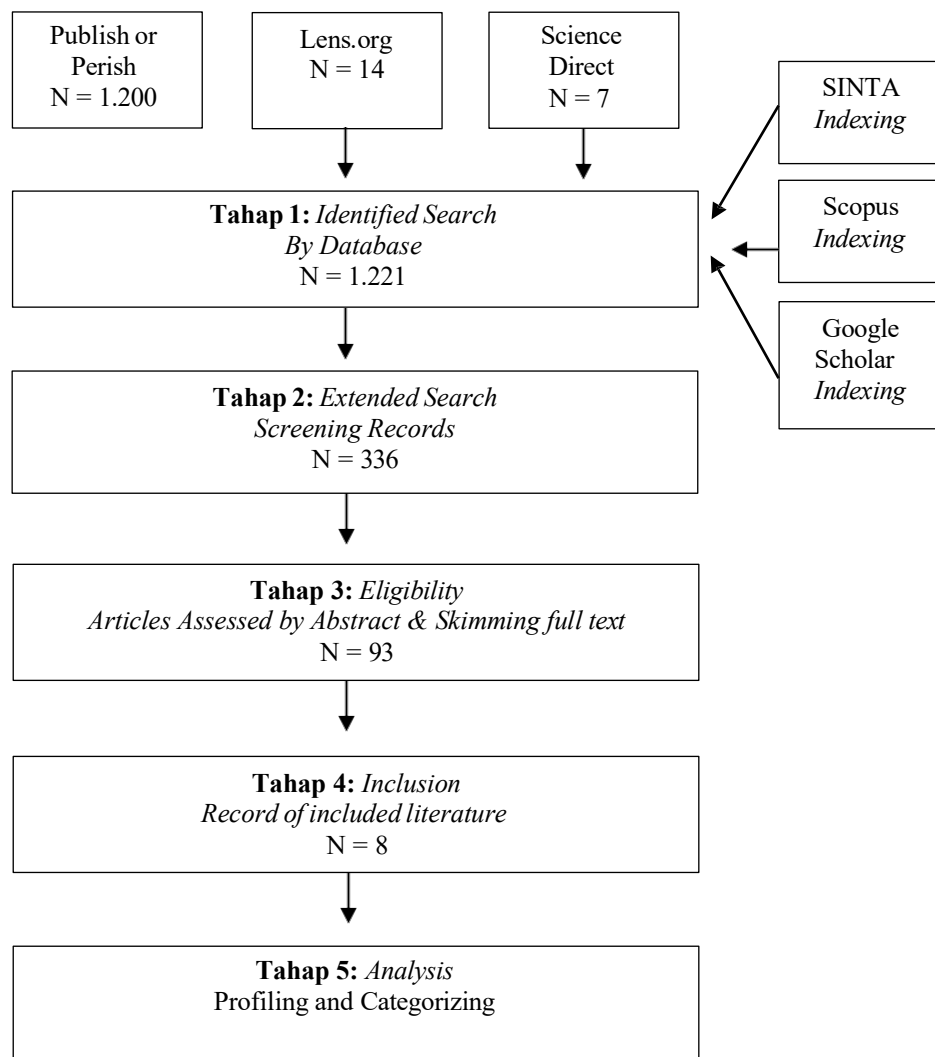 Publish or
Perish
N = 1.200
Lens.org
N = 14
Science
Direct
N = 7
SINTA
Indexing
Scopus
Indexing
Google
Scholar
Indexing
Tahap 1: Identified Search
By Database
N = 1.221
Tahap 2: Extended Search
Screening Records
N = 336
Tahap 3: Eligibility
Articles Assessed by Abstract & Skimming full text
N = 93
Tahap 4: Inclusion
Record of included literature
N = 8
Tahap 5: Analysis
Profiling and Categorizing